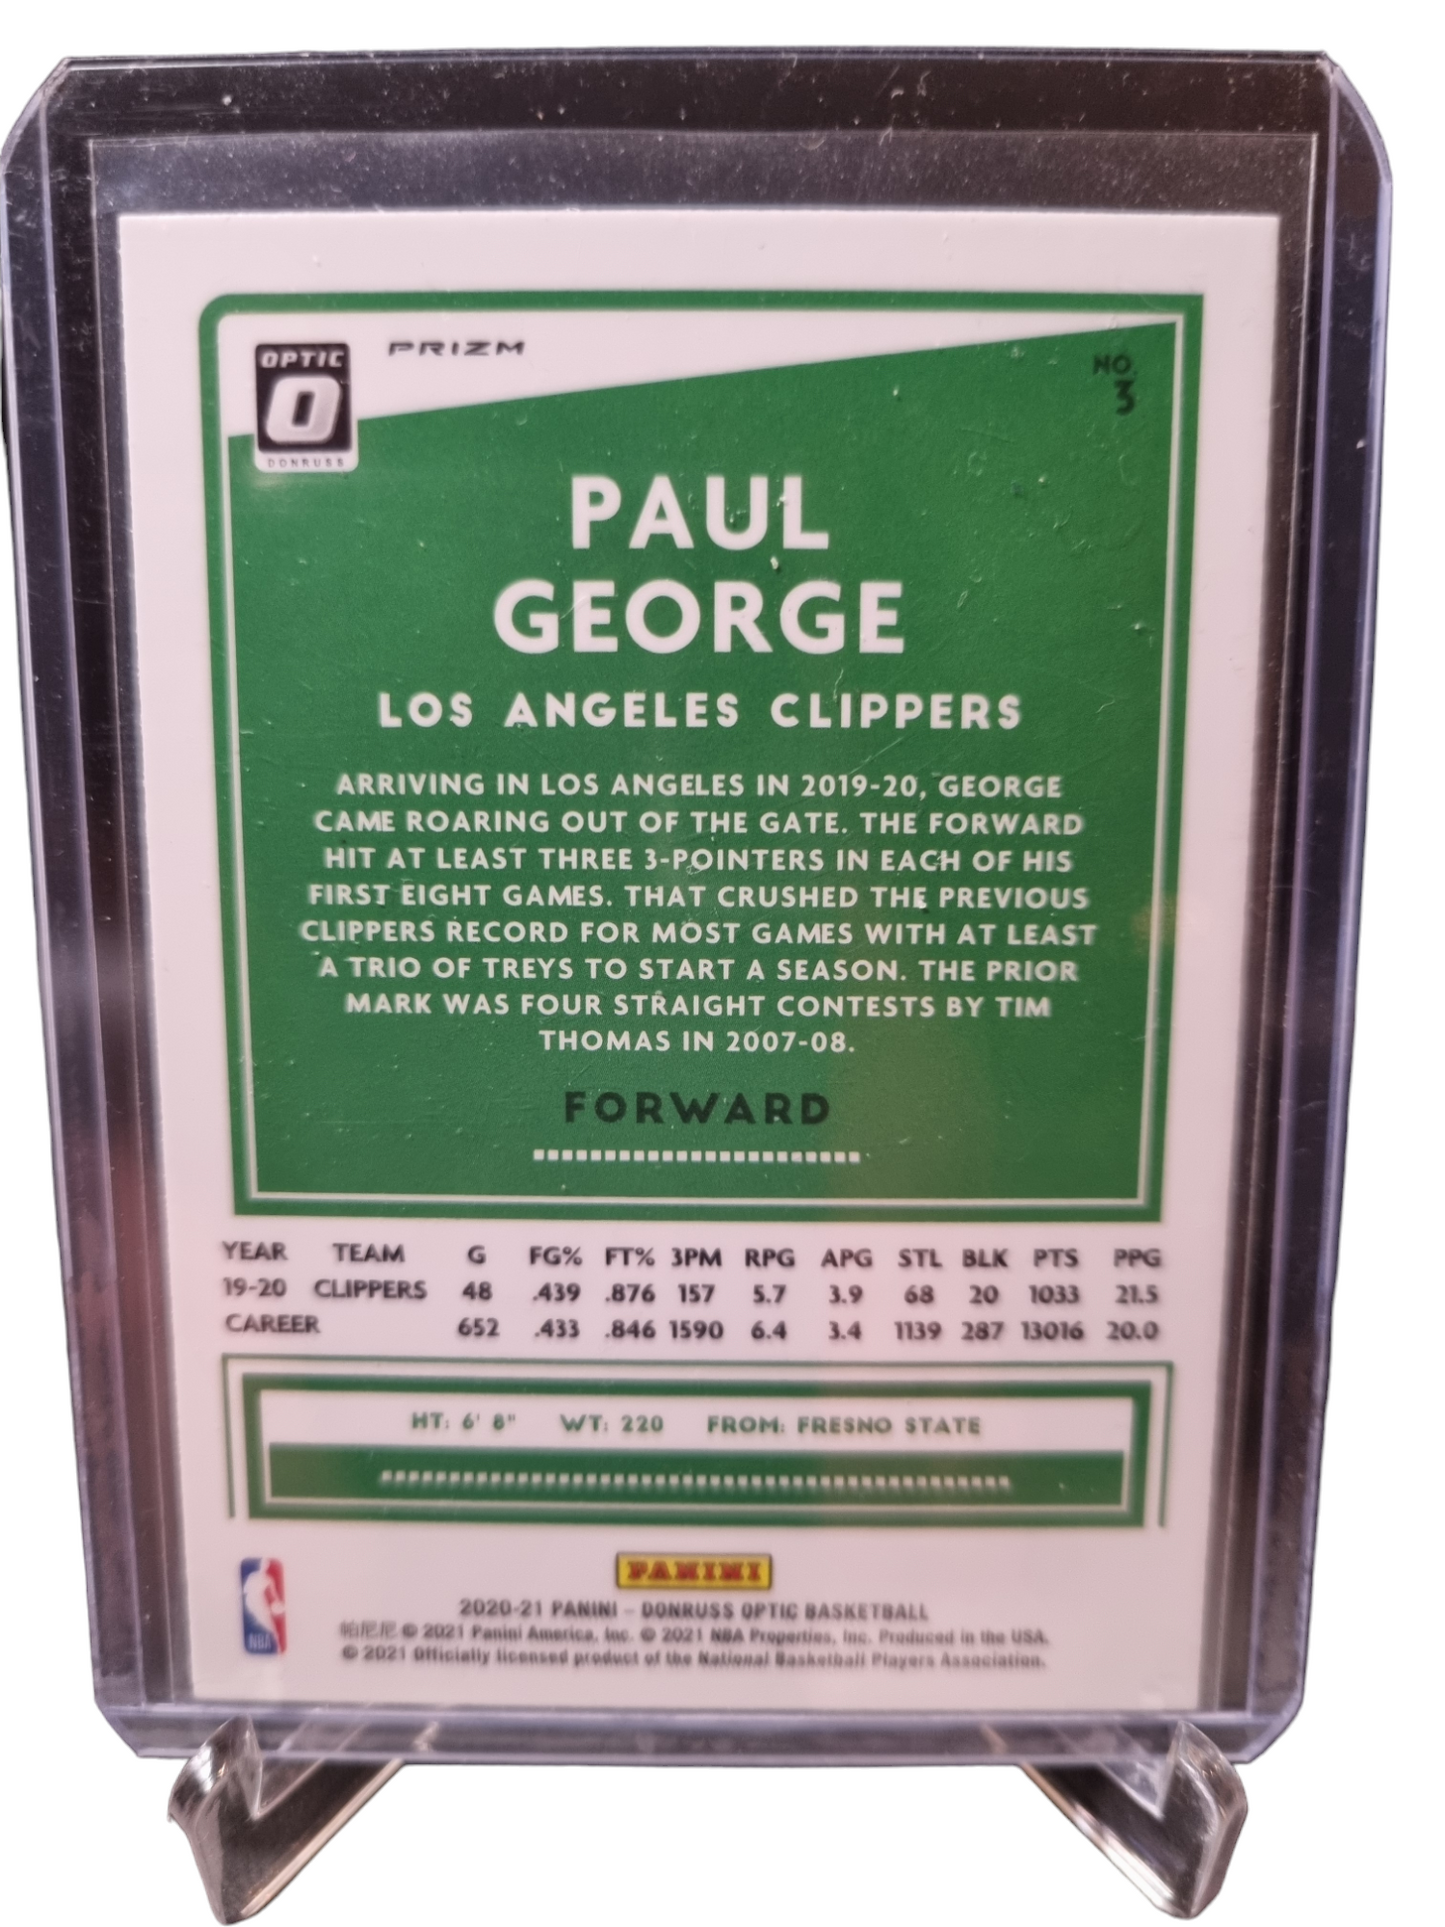 OPTIC
O
DONRUSS
PRIZM
NO.
3
PAUL
GEORGE
LOS ANGELES CLIPPERS
ARRIVING IN LOS ANGELES IN 2019-20, GEORGE
CAME ROARING OUT OF THE GATE. THE FORWARD
HIT AT LEAST THREE 3-POINTERS IN EACH OF HIS
FIRST EIGHT GAMES. THAT CRUSHED THE PREVIOUS
CLIPPERS RECORD FOR MOST GAMES WITH AT LEAST
A TRIO OF TREYS TO START A SEASON. THE PRIOR
MARK WAS FOUR STRAIGHT CONTESTS BY TIM
THOMAS IN 2007-08.
FORWARD
YEAR TEAM G FG% FT% 3PM RPG APG STL BLK PTS PPG
19-20 CLIPPERS 48 .439 .876 157 5.7 3.9 68 20 1033 21.5
CAREER 652 .433 .846 1590 6.4 3.4 1139 287 13016 20.0
HT: 6' 8" WT: 220 FROM: FRESNO STATE
NBA
PANINI
2020-21 PANINI – DONRUSS OPTIC BASKETBALL
帕尼尼 © 2021 Panini America, Inc. © 2021 NBA Properties, Inc. Produced in the USA.
© 2021 Officially licensed product of the National Basketball Players Association.